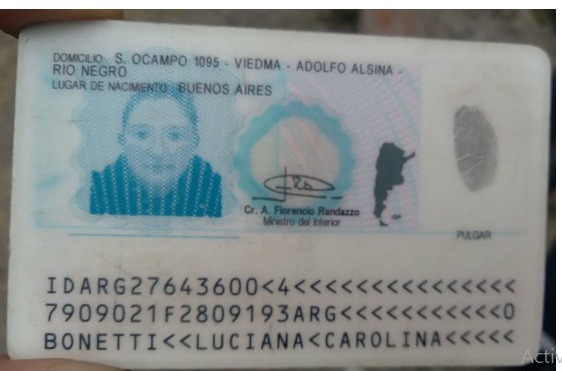 DOMICILIO: S. OCAMPO 1095 - VIEDMA - ADOLFO ALSINA -
RIO NEGRO
LUGAR DE NACIMIENTO: BUENOS AIRES
Cr. A. Florencio Randazzo
Ministro del Interior
PULGAR
IDARG27643600<4<<<<<<<<<<<<<<<
7909021F2809193ARG<<<<<<<<<<<0
BONETTI<<LUCIANA<CAROLINA<<<<<
Activ